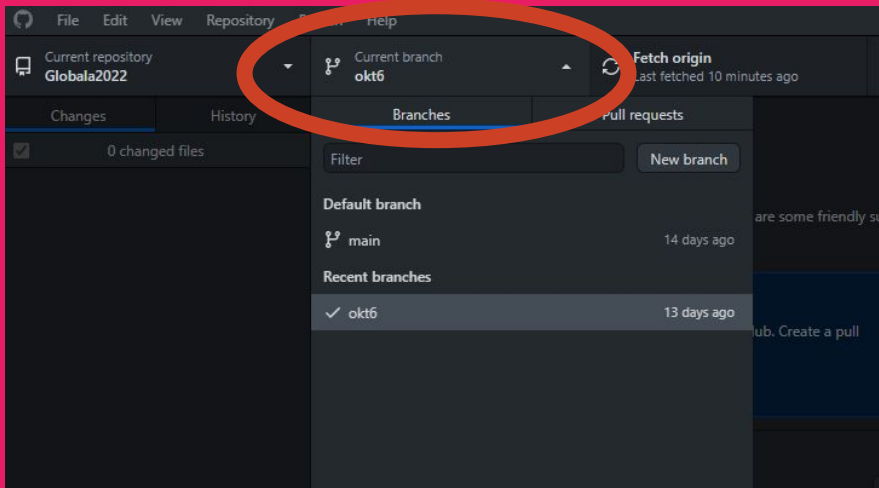 File Edit View Repository Help
Current repository
Globala2022
Current branch
okt6
Fetch origin
Last fetched 10 minutes ago
Changes History
0 changed files
Branches Pull requests
Filter
New branch
Default branch
main 14 days ago
Recent branches
okt6 13 days ago
are some friendly
ub. Create a pull